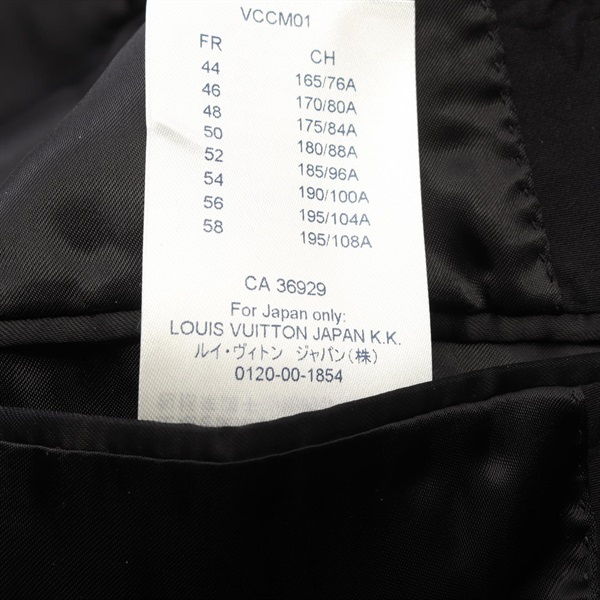 VCCM01
FR CH
44 165/76A
46 170/80A
48 175/84A
50 180/88A
52 185/96A
54 190/100A
56 195/104A
58 195/108A
CA 36929
For Japan only:
LOUIS VUITTON JAPAN K.K.
ルイ・ヴィトン ジャパン(株)
0120-00-1854